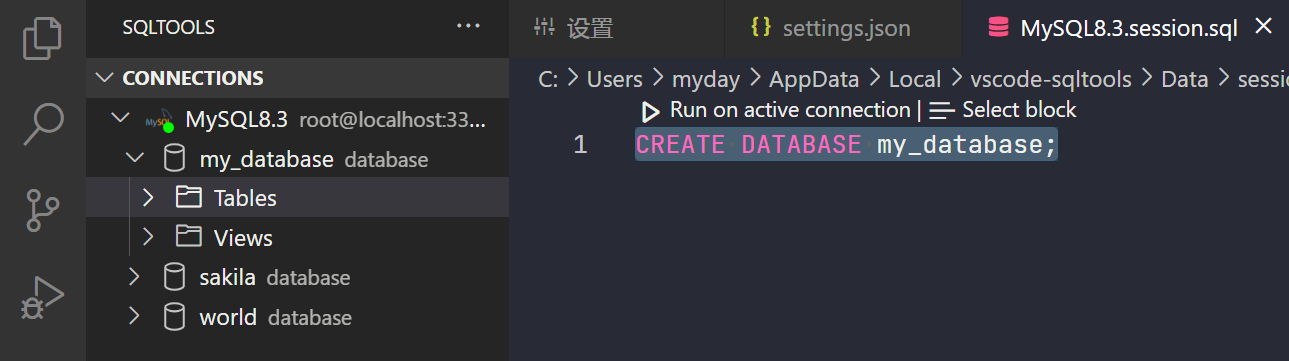 SQLTOOLS
CONNECTIONS
MySQL MySQL8.3 root@localhost:33...
my_database database
Tables
Views
sakila database
world database
设置 settings.json MySQL8.3.session.sql
C: > Users > myday > AppData > Local > vscode-sqltools > Data > sessi
Run on active connection | Select block
1 CREATE DATABASE my_database;